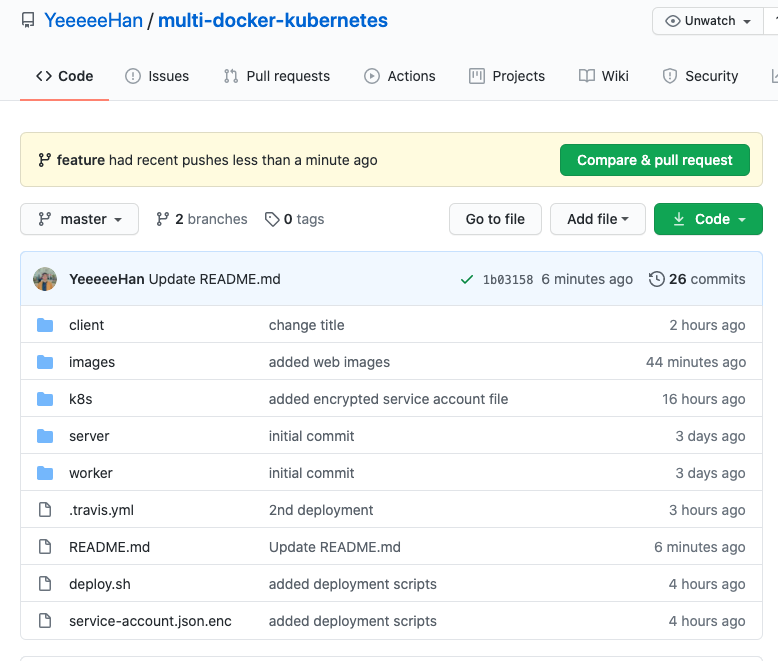 YeeeeeHan / multi-docker-kubernetes
Unwatch
Code Issues Pull requests Actions Projects Wiki Security
feature had recent pushes less than a minute ago Compare & pull request
master 2 branches 0 tags Go to file Add file Code
YeeeeeHan Update README.md 1b03158 6 minutes ago 26 commits
client change title 2 hours ago
images added web images 44 minutes ago
k8s added encrypted service account file 16 hours ago
server initial commit 3 days ago
worker initial commit 3 days ago
.travis.yml 2nd deployment 3 hours ago
README.md Update README.md 6 minutes ago
deploy.sh added deployment scripts 4 hours ago
service-account.json.enc added deployment scripts 4 hours ago